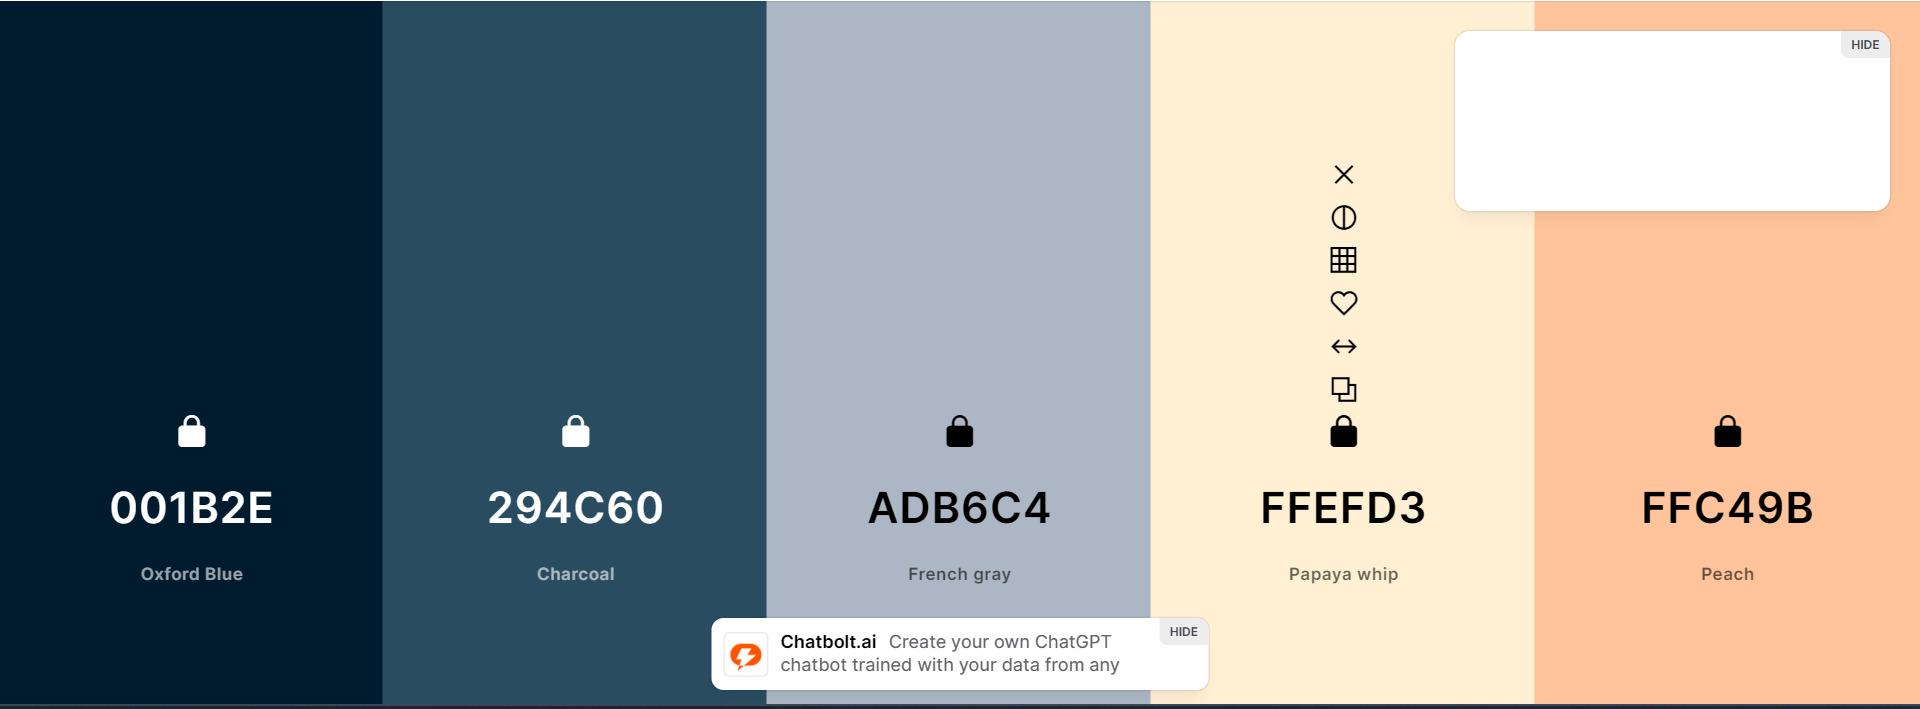 HIDE
001B2E
294C60
ADB6C4
FFEFD3
FFC49B
Oxford Blue
Charcoal
French gray
Papaya whip
Peach
Chatbolt.ai Create your own ChatGPT
chatbot trained with your data from any
HIDE